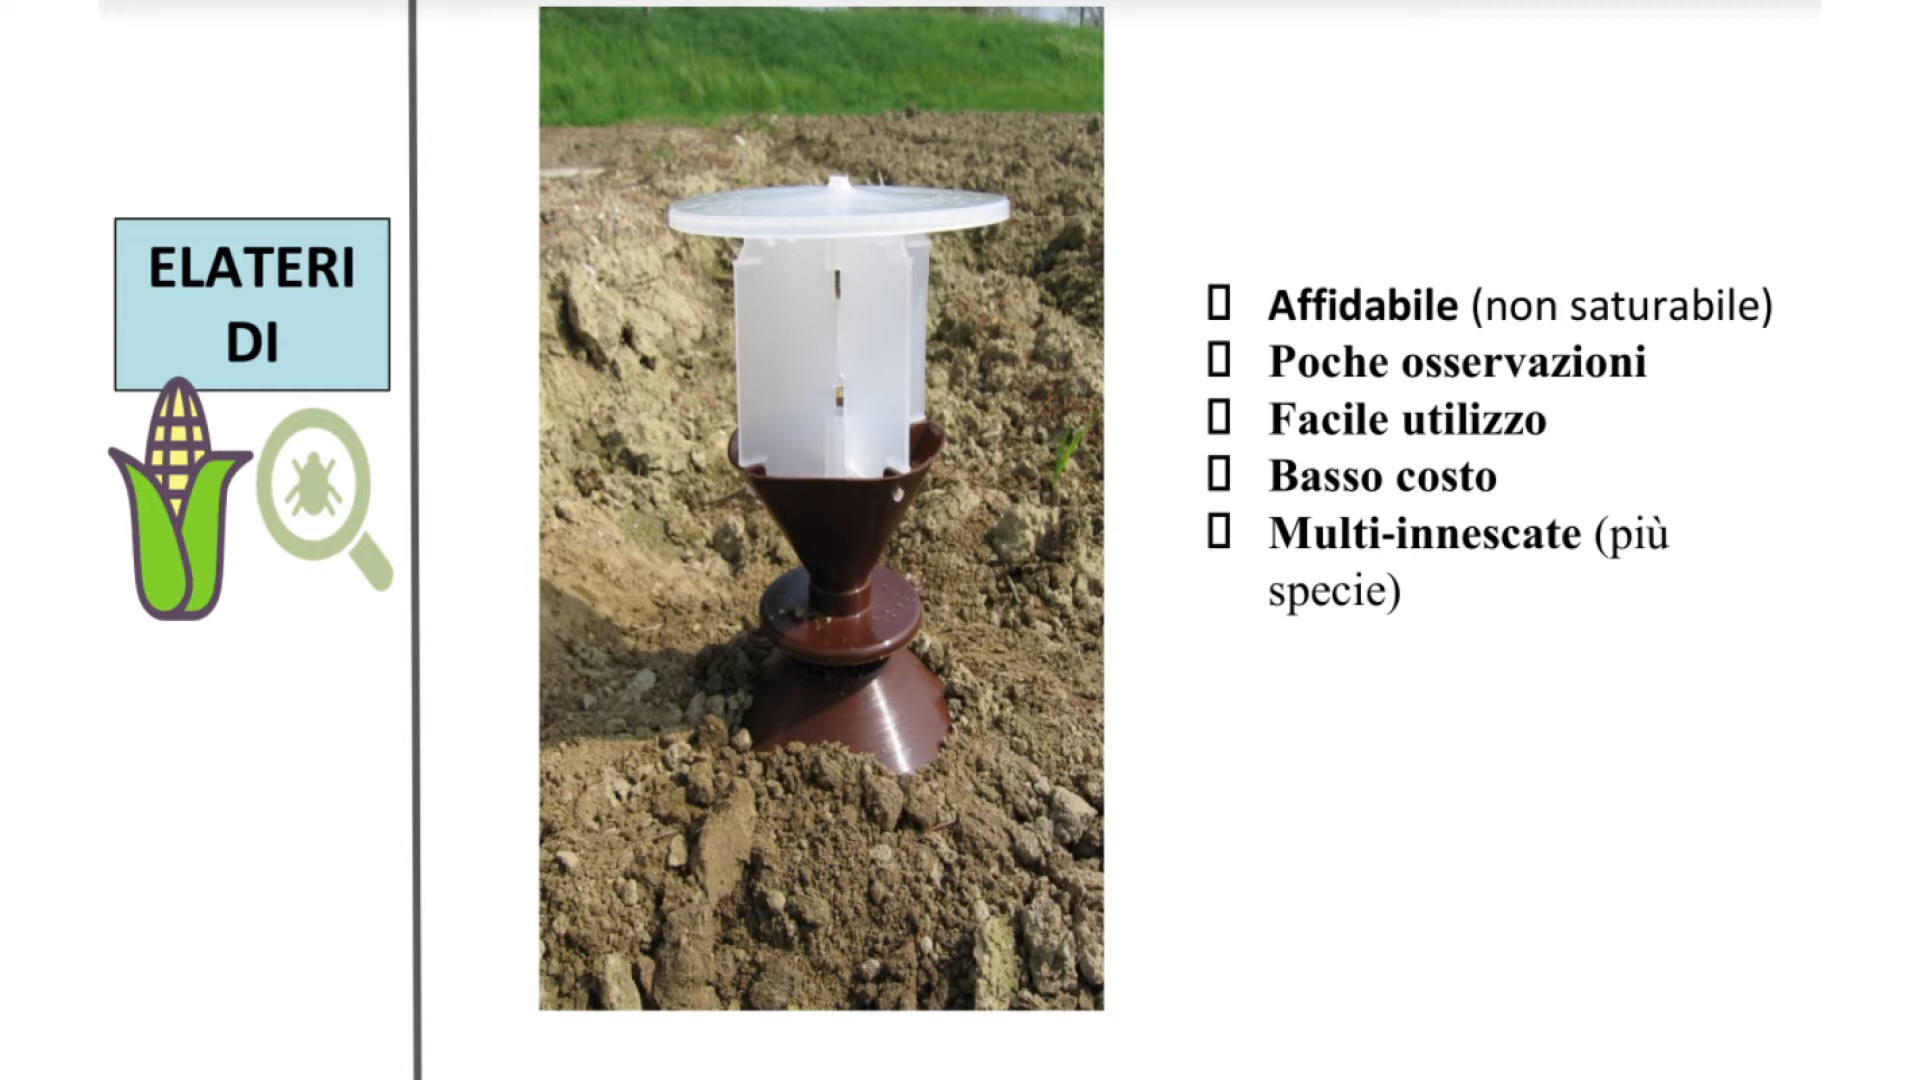 ELATERI
DI
Affidabile (non saturabile)
Poche osservazioni
Facile utilizzo
Basso costo
Multi-innescate (più
specie)